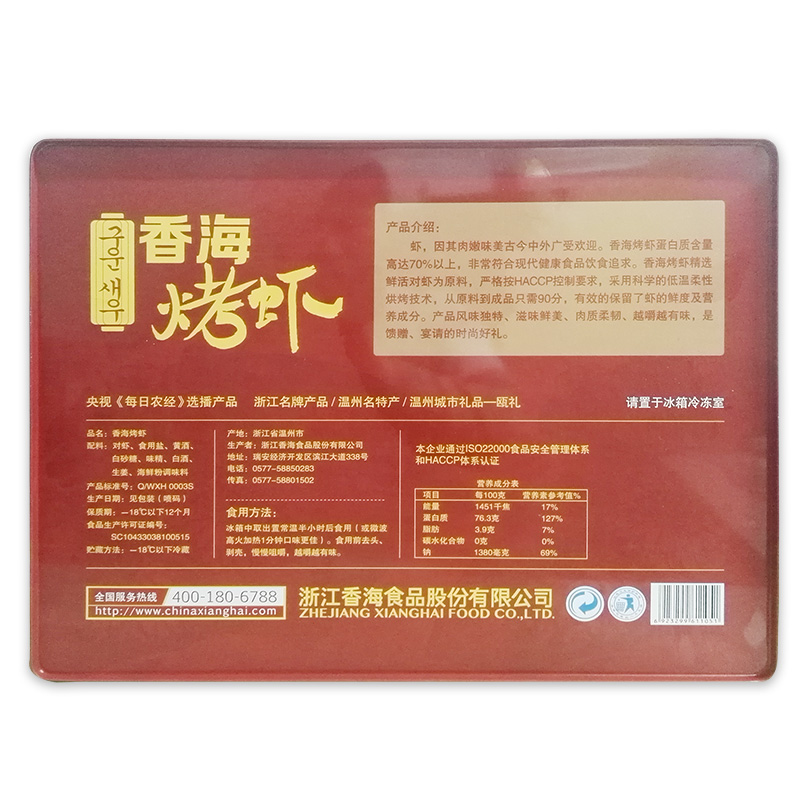 구운새우
香海
烤虾
产品介绍：
虾，因其肉嫩味美古今中外广受欢迎。香海烤虾蛋白质含量
高达70%以上，非常符合现代健康食品饮食追求。香海烤虾精选
鲜活对虾为原料，严格按HACCP控制要求，采用科学的低温柔性
烘烤技术，从原料到成品只需90分，有效的保留了虾的鲜度及营
养成分。产品风味独特、滋味鲜美、肉质柔韧、越嚼越有味，是
馈赠、宴请的时尚好礼。
央视《每日农经》选播产品 浙江名牌产品/温州名特产/温州城市礼品—瓯礼 请置于冰箱冷冻室
品名：香海烤虾
配料：对虾、食用盐、黄酒、
白砂糖、味精、白酒、
生姜、海鲜粉调味料
产品标准号：Q/WXH 0003S
生产日期：见包装（喷码）
保质期：—18℃以下12个月
食品生产许可证编号：
SC10433038100515
贮藏方法：—18℃以下冷藏
产地：浙江省温州市
生产者：浙江香海食品股份有限公司
地址：瑞安经济开发区滨江大道338号
电话：0577-58850283
传真：0577-58801502
食用方法：
冰箱中取出置常温半小时后食用（或微波
高火加热1分钟口味更佳）。食用前去头、
剥壳，慢慢咀嚼，越嚼越有味。
本企业通过ISO22000食品安全管理体系
和HACCP体系认证
营养成分表
项目 每100克 营养素参考值%
能量 1451千焦 17%
蛋白质 76.3克 127%
脂肪 3.9克 7%
碳水化合物 0克 0%
钠 1380毫克 69%
全国服务热线 400-180-6788
http://www.chinaxianghai.com
浙江香海食品股份有限公司
ZHEJIANG XIANGHAI FOOD CO.,LTD.
6 923299 611051